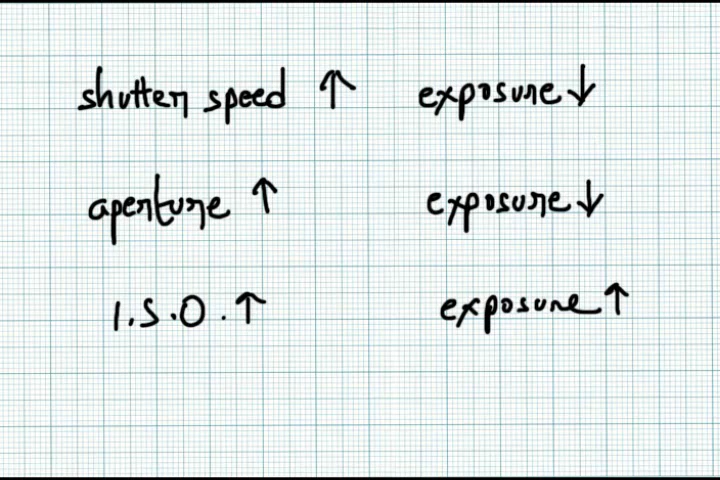 shutter speed ↑ exposure ↓
aperture ↑ exposure ↓
I.S.O. ↑ exposure ↑